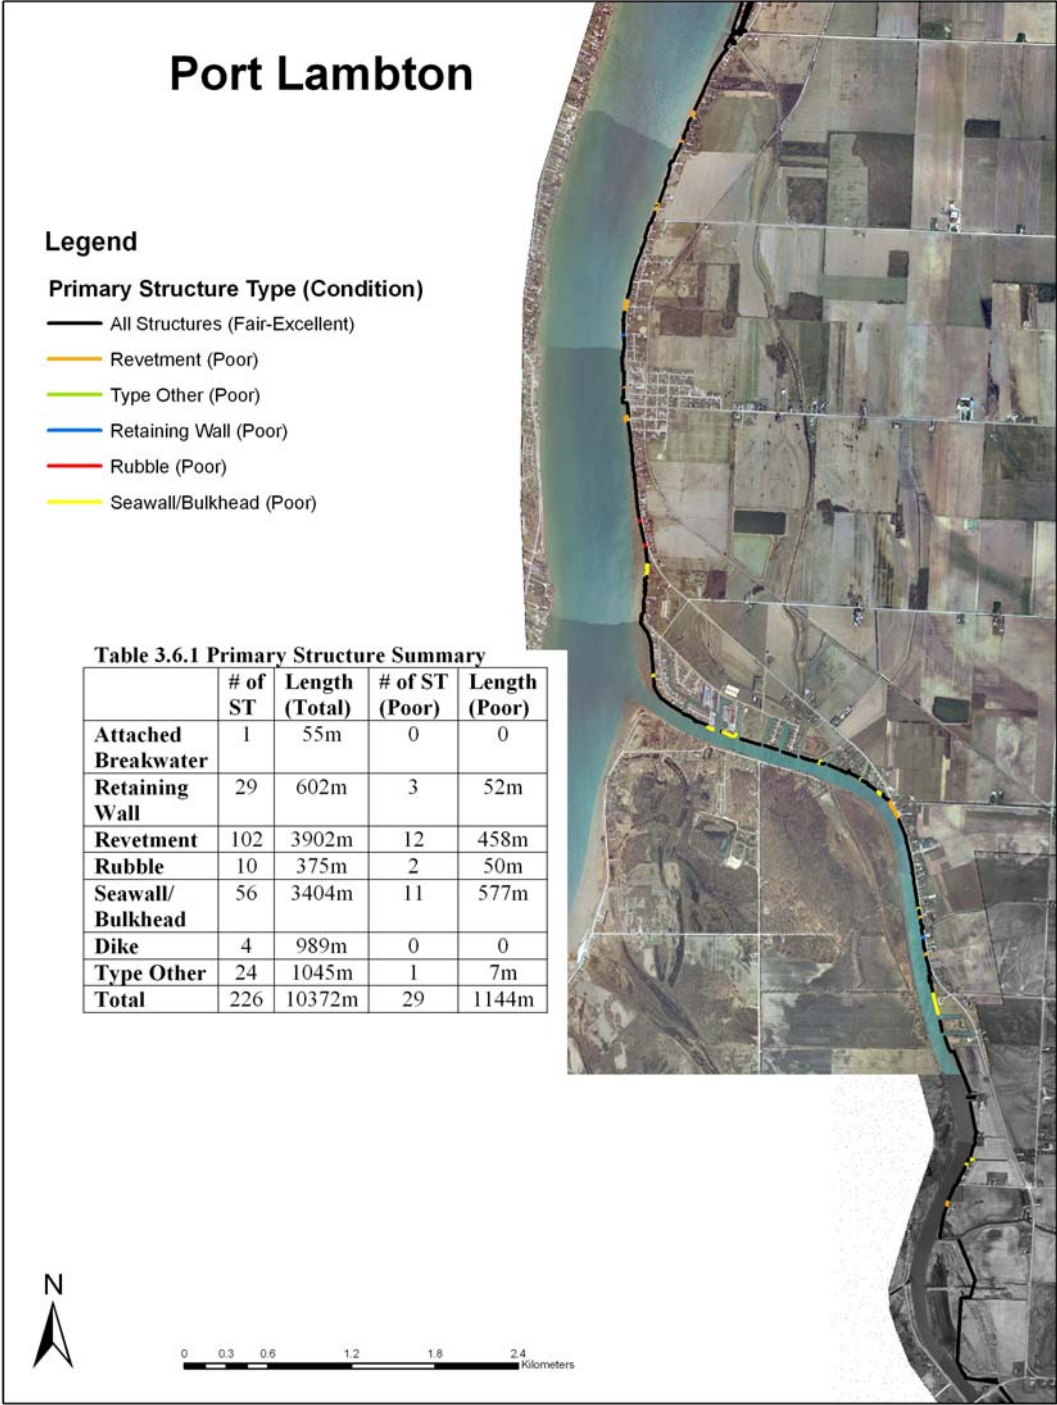 Port Lambton
Legend
Primary Structure Type (Condition)
All Structures (Fair-Excellent)
Revetment (Poor)
Type Other (Poor)
Retaining Wall (Poor)
Rubble (Poor)
Seawall/Bulkhead (Poor)
Table 3.6.1 Primary Structure Summary
# of ST Length (Total) # of ST (Poor) Length (Poor)
Attached Breakwater 1 55m 0 0
Retaining Wall 29 602m 3 52m
Revetment 102 3902m 12 458m
Rubble 10 375m 2 50m
Seawall/ Bulkhead 56 3404m 11 577m
Dike 4 989m 0 0
Type Other 24 1045m 1 7m
Total 226 10372m 29 1144m
N
0 0.3 0.6 1.2 1.8 2.4
Kilometers